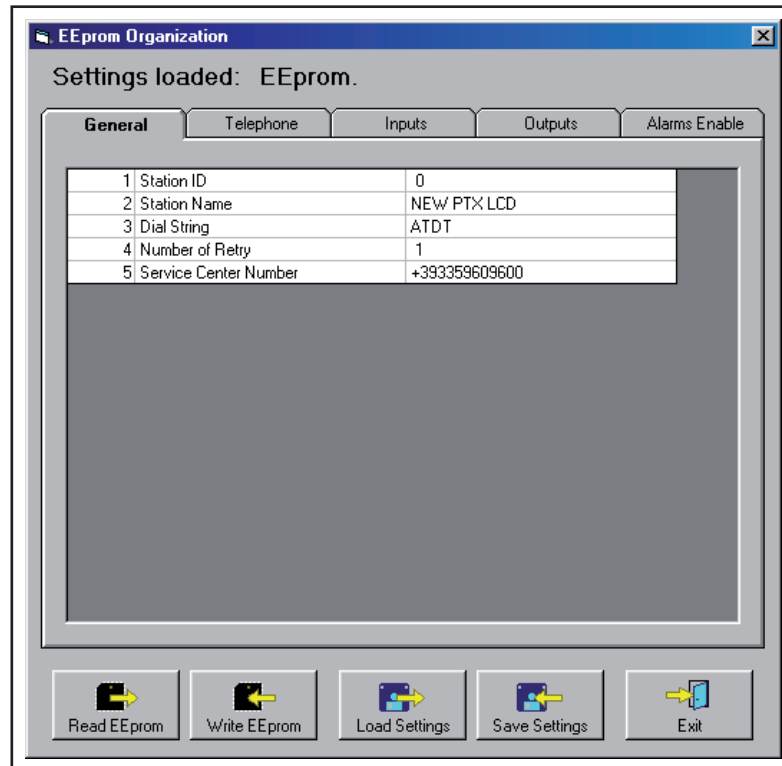 EEprom Organization
Settings loaded: EEprom.
General Telephone Inputs Outputs Alarms Enable
1 Station ID 0
2 Station Name NEW PTX LCD
3 Dial String ATDT
4 Number of Retry 1
5 Service Center Number +393359609600
Read EEprom Write EEprom Load Settings Save Settings Exit